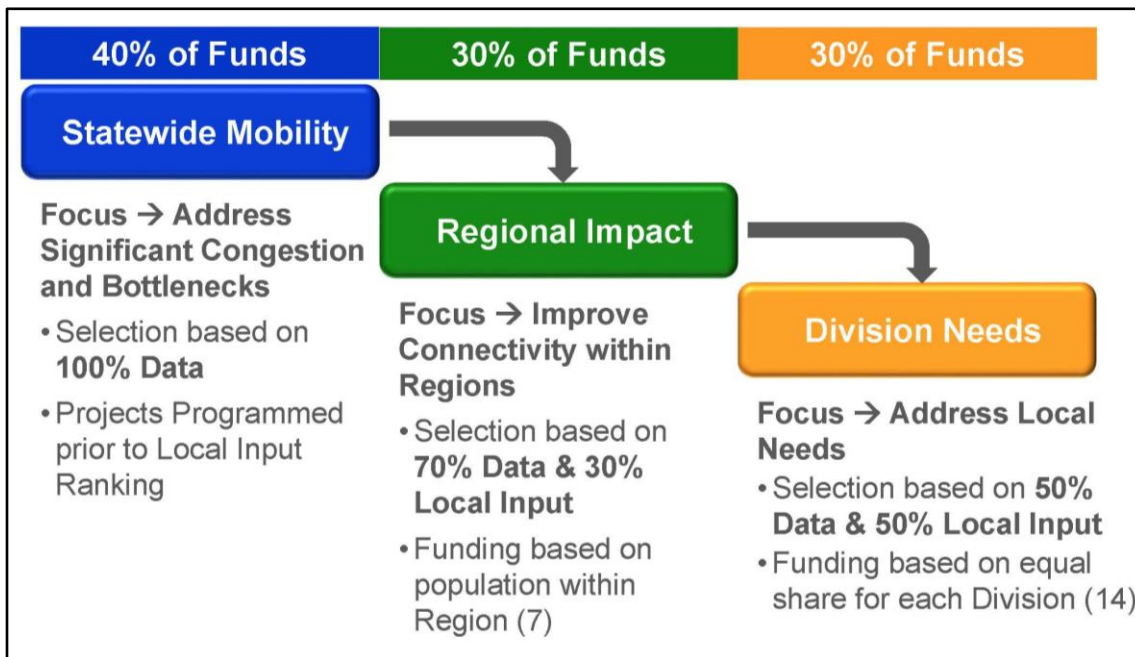 40% of Funds
30% of Funds
30% of Funds
Statewide Mobility
Focus → Address
Significant Congestion
and Bottlenecks
• Selection based on
100% Data
• Projects Programmed
prior to Local Input
Ranking
Regional Impact
Focus → Improve
Connectivity within
Regions
• Selection based on
70% Data & 30%
Local Input
• Funding based on
population within
Region (7)
Division Needs
Focus → Address Local
Needs
• Selection based on 50%
Data & 50% Local Input
• Funding based on equal
share for each Division (14)